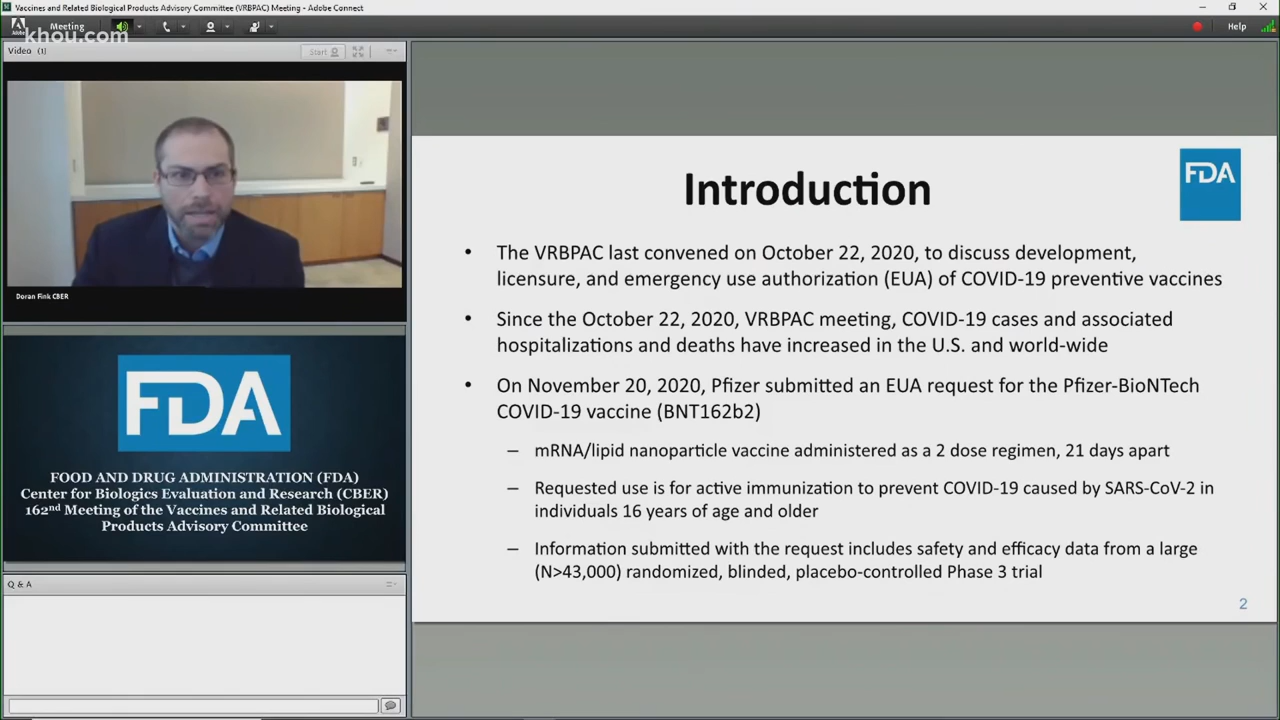 Vaccines and Related Biological Products Advisory Committee (VRBPAC) Meeting - Adobe Connect
Meeting
Help
khou.com
Video (1)
Start
Doran Fink CBER
FDA
FOOD AND DRUG ADMINISTRATION (FDA)
Center for Biologics Evaluation and Research (CBER)
162nd Meeting of the Vaccines and Related Biological
Products Advisory Committee
Q & A
FDA
Introduction
• The VRBPAC last convened on October 22, 2020, to discuss development,
licensure, and emergency use authorization (EUA) of COVID-19 preventive vaccines
• Since the October 22, 2020, VRBPAC meeting, COVID-19 cases and associated
hospitalizations and deaths have increased in the U.S. and world-wide
• On November 20, 2020, Pfizer submitted an EUA request for the Pfizer-BioNTech
COVID-19 vaccine (BNT162b2)
– mRNA/lipid nanoparticle vaccine administered as a 2 dose regimen, 21 days apart
– Requested use is for active immunization to prevent COVID-19 caused by SARS-CoV-2 in
individuals 16 years of age and older
– Information submitted with the request includes safety and efficacy data from a large
(N>43,000) randomized, blinded, placebo-controlled Phase 3 trial
2